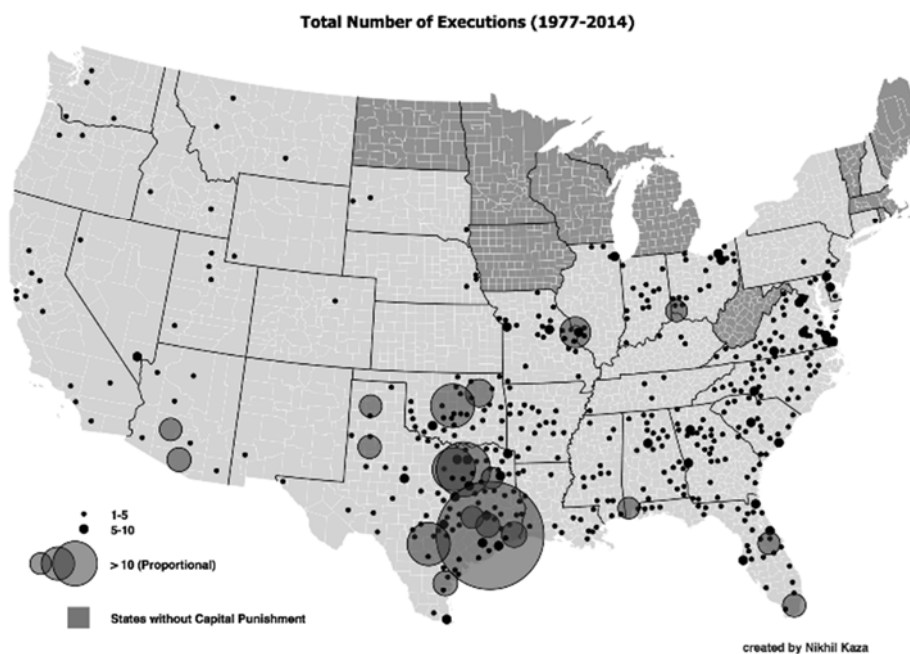 Total Number of Executions (1977-2014)
1-5
5-10
> 10 (Proportional)
States without Capital Punishment
created by Nikhil Kaza